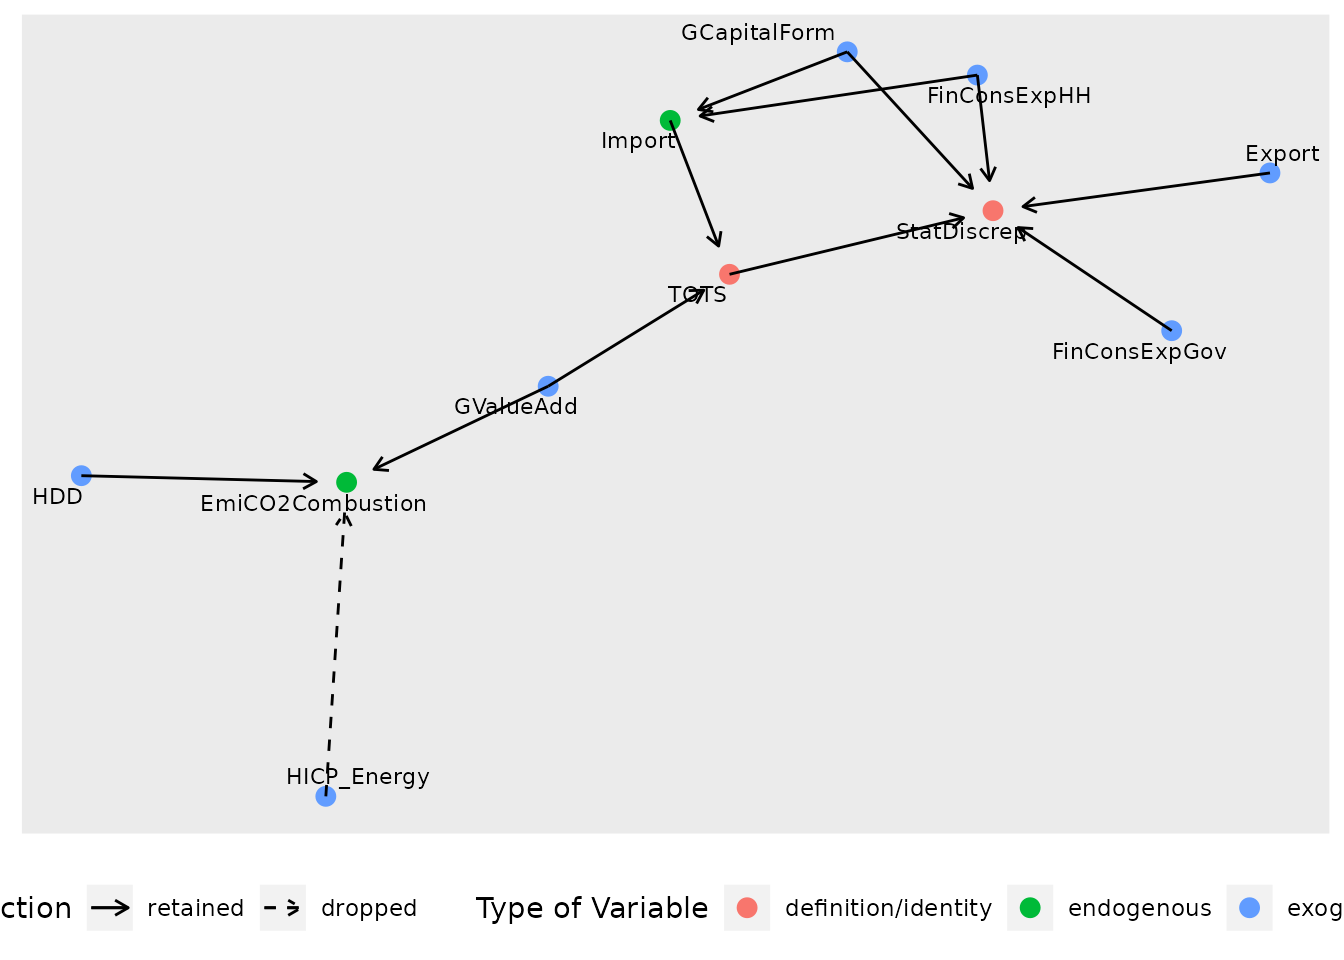 GCapitalForm
FinConsExpHH
Import
Export
StatDiscrep
TOTS
FinConsExpGov
GValueAdd
HDD
EmiCO2Combustion
HICP_Energy
ction retained dropped Type of Variable definition/identity endogenous exog